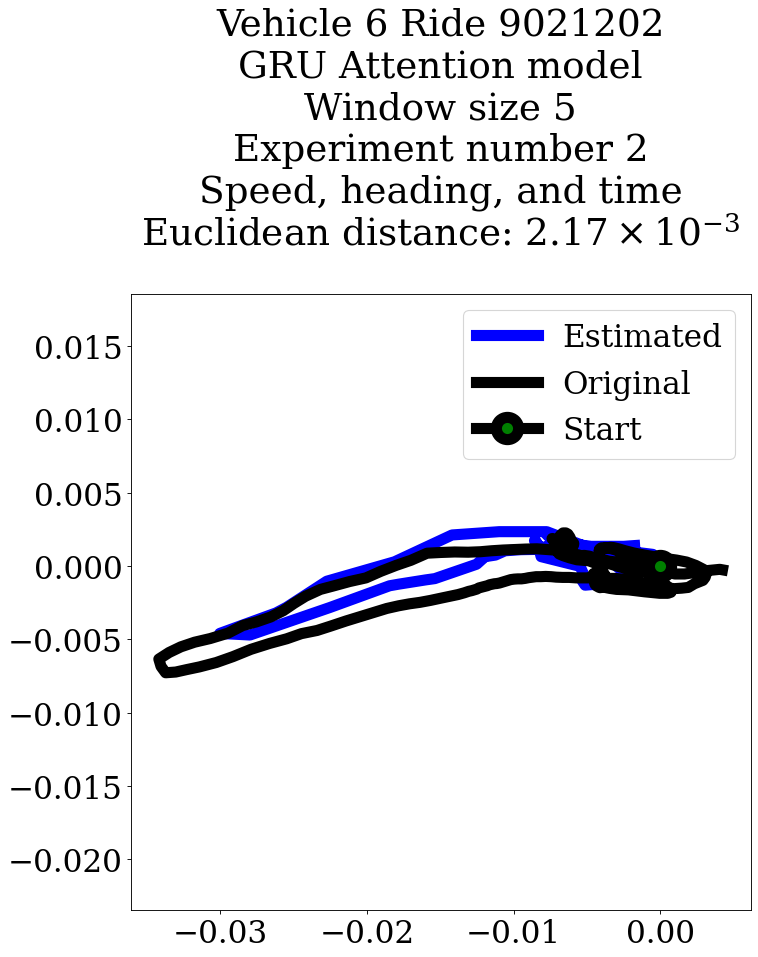 Vehicle 6 Ride 9021202
GRU Attention model
Window size 5
Experiment number 2
Speed, heading, and time
Euclidean distance: 2.17 × 10⁻³
Estimated
Original
Start
0.015
0.010
0.005
0.000
−0.005
−0.010
−0.015
−0.020
−0.03 −0.02 −0.01 0.00